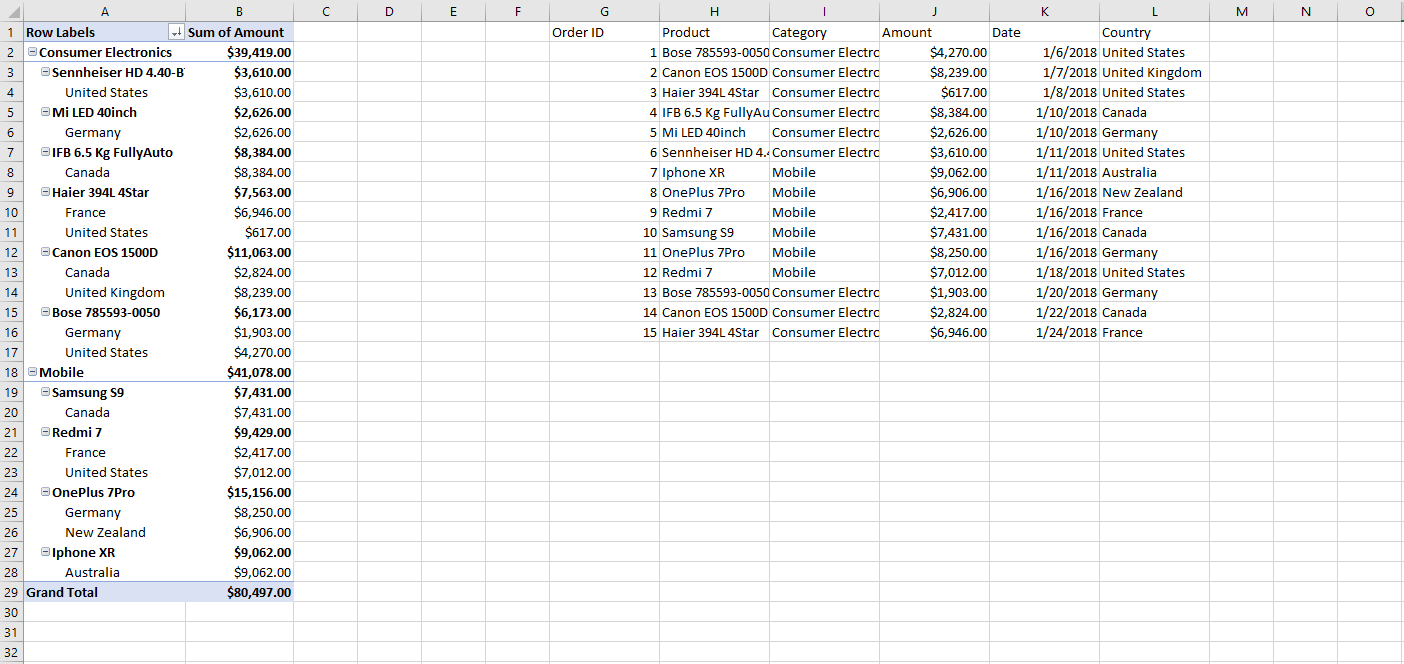 A B C D E F G H I J K L M N O
1 Row Labels Sum of Amount Order ID Product Category Amount Date Country
2 Consumer Electronics $39,419.00 1 Bose 785593-0050 Consumer Electro $4,270.00 1/6/2018 United States
3 Sennheiser HD 4.40-B $3,610.00 2 Canon EOS 1500D Consumer Electro $8,239.00 1/7/2018 United Kingdom
4 United States $3,610.00 3 Haier 394L 4Star Consumer Electro $617.00 1/8/2018 United States
5 Mi LED 40inch $2,626.00 4 IFB 6.5 Kg FullyAu Consumer Electro $8,384.00 1/10/2018 Canada
6 Germany $2,626.00 5 Mi LED 40inch Consumer Electro $2,626.00 1/10/2018 Germany
7 IFB 6.5 Kg FullyAuto $8,384.00 6 Sennheiser HD 4.4 Consumer Electro $3,610.00 1/11/2018 United States
8 Canada $8,384.00 7 Iphone XR Mobile $9,062.00 1/11/2018 Australia
9 Haier 394L 4Star $7,563.00 8 OnePlus 7Pro Mobile $6,906.00 1/16/2018 New Zealand
10 France $6,946.00 9 Redmi 7 Mobile $2,417.00 1/16/2018 France
11 United States $617.00 10 Samsung S9 Mobile $7,431.00 1/16/2018 Canada
12 Canon EOS 1500D $11,063.00 11 OnePlus 7Pro Mobile $8,250.00 1/16/2018 Germany
13 Canada $2,824.00 12 Redmi 7 Mobile $7,012.00 1/18/2018 United States
14 United Kingdom $8,239.00 13 Bose 785593-0050 Consumer Electro $1,903.00 1/20/2018 Germany
15 Bose 785593-0050 $6,173.00 14 Canon EOS 1500D Consumer Electro $2,824.00 1/22/2018 Canada
16 Germany $1,903.00 15 Haier 394L 4Star Consumer Electro $6,946.00 1/24/2018 France
17 United States $4,270.00
18 Mobile $41,078.00
19 Samsung S9 $7,431.00
20 Canada $7,431.00
21 Redmi 7 $9,429.00
22 France $2,417.00
23 United States $7,012.00
24 OnePlus 7Pro $15,156.00
25 Germany $8,250.00
26 New Zealand $6,906.00
27 Iphone XR $9,062.00
28 Australia $9,062.00
29 Grand Total $80,497.00
30
31
32